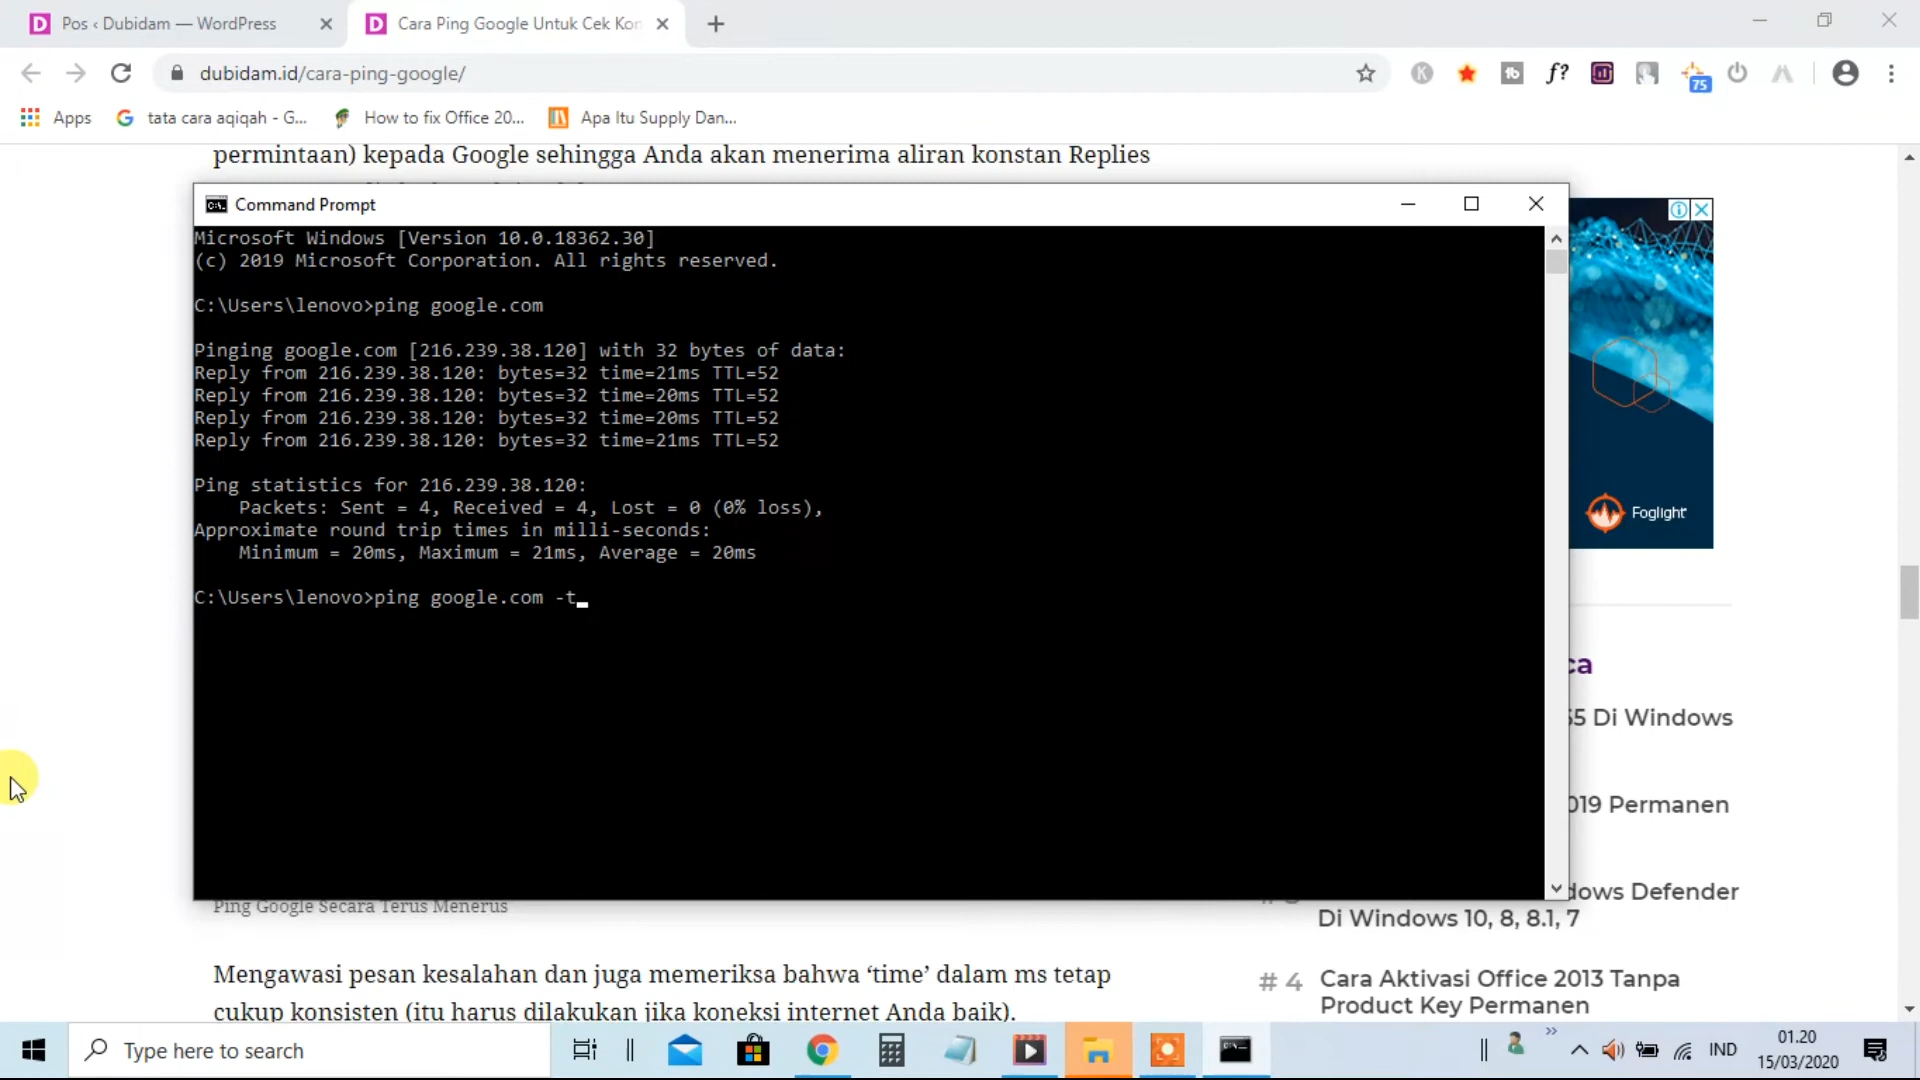 Pos ‹ Dubidam — WordPress
Cara Ping Google Untuk Cek Kon
dubidam.id/cara-ping-google/
K
f?
75
Apps
tata cara aqiqah - G...
How to fix Office 20...
Apa Itu Supply Dan...
permintaan) kepada Google sehingga Anda akan menerima aliran konstan Replies
Command Prompt
Microsoft Windows [Version 10.0.18362.30]
(c) 2019 Microsoft Corporation. All rights reserved.
C:\Users\lenovo>ping google.com
Pinging google.com [216.239.38.120] with 32 bytes of data:
Reply from 216.239.38.120: bytes=32 time=21ms TTL=52
Reply from 216.239.38.120: bytes=32 time=20ms TTL=52
Reply from 216.239.38.120: bytes=32 time=20ms TTL=52
Reply from 216.239.38.120: bytes=32 time=21ms TTL=52
Ping statistics for 216.239.38.120:
Packets: Sent = 4, Received = 4, Lost = 0 (0% loss),
Approximate round trip times in milli-seconds:
Minimum = 20ms, Maximum = 21ms, Average = 20ms
C:\Users\lenovo>ping google.com -t
Foglight
ca
Di Windows
019 Permanen
dows Defender
Di Windows 10, 8, 8.1, 7
# 4 Cara Aktivasi Office 2013 Tanpa
Product Key Permanen
Ping Google Secara Terus Menerus
Mengawasi pesan kesalahan dan juga memeriksa bahwa ‘time’ dalam ms tetap
cukup konsisten (itu harus dilakukan jika koneksi internet Anda baik).
Type here to search
IND
01.20
15/03/2020